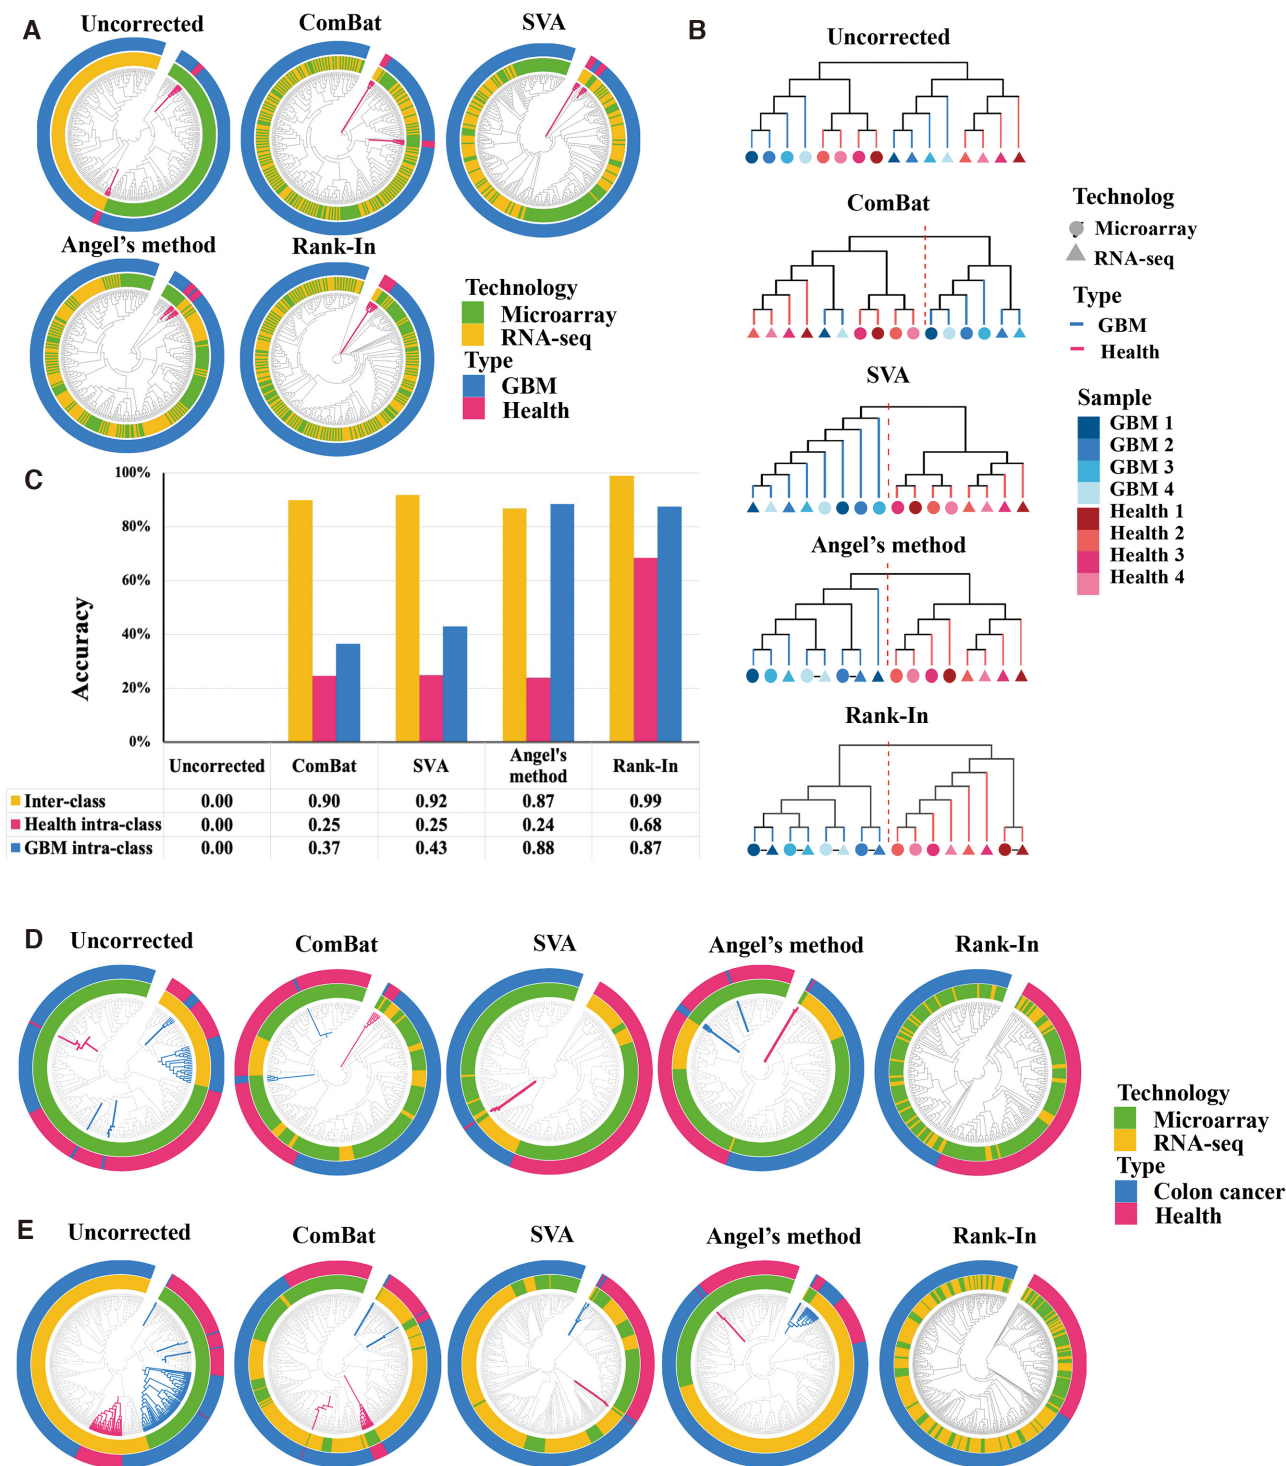 A
Uncorrected
ComBat
SVA
Angel's method
Rank-In
Technology
Microarray
RNA-seq
Type
GBM
Health
B
Uncorrected
ComBat
SVA
Angel's method
Rank-In
Technolog
Microarray
RNA-seq
Type
GBM
Health
Sample
GBM 1
GBM 2
GBM 3
GBM 4
Health 1
Health 2
Health 3
Health 4
C
Accuracy
100%
80%
60%
40%
20%
0%
Uncorrected ComBat SVA Angel's method Rank-In
Inter-class 0.00 0.90 0.92 0.87 0.99
Health intra-class 0.00 0.25 0.25 0.24 0.68
GBM intra-class 0.00 0.37 0.43 0.88 0.87
D
Uncorrected
ComBat
SVA
Angel's method
Rank-In
Technology
Microarray
RNA-seq
Type
Colon cancer
Health
E
Uncorrected
ComBat
SVA
Angel's method
Rank-In